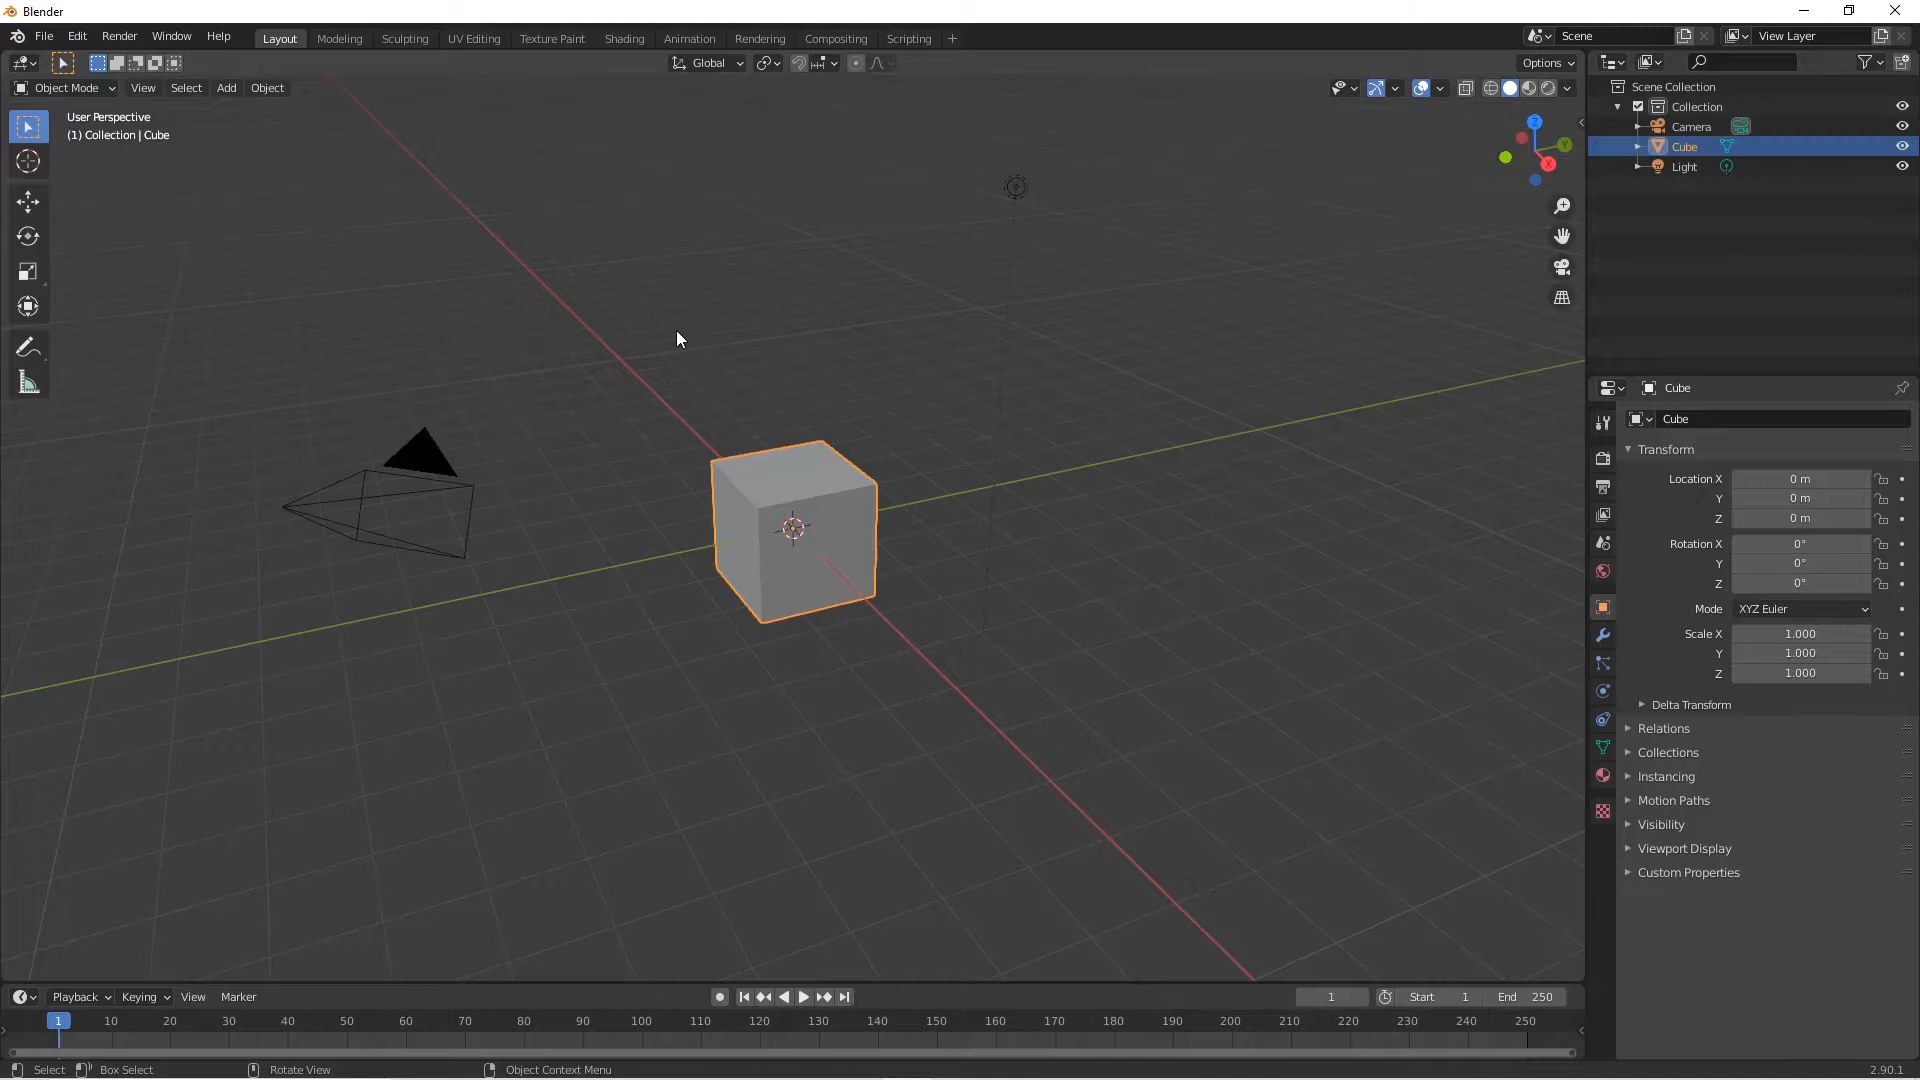 Blender
File Edit Render Window Help Layout Modeling Sculpting UV Editing Texture Paint Shading Animation Rendering Compositing Scripting + Scene View Layer
Global Options
Object Mode View Select Add Object
User Perspective
(1) Collection | Cube
Z
Y
X
Scene Collection
Collection
Camera
Cube
Light
Cube
Cube
Transform
Location X 0 m
Y 0 m
Z 0 m
Rotation X 0°
Y 0°
Z 0°
Mode XYZ Euler
Scale X 1.000
Y 1.000
Z 1.000
Delta Transform
Relations
Collections
Instancing
Motion Paths
Visibility
Viewport Display
Custom Properties
Playback Keying View Marker 1 Start 1 End 250
1 10 20 30 40 50 60 70 80 90 100 110 120 130 140 150 160 170 180 190 200 210 220 230 240 250
Select Box Select Rotate View Object Context Menu 2.90.1